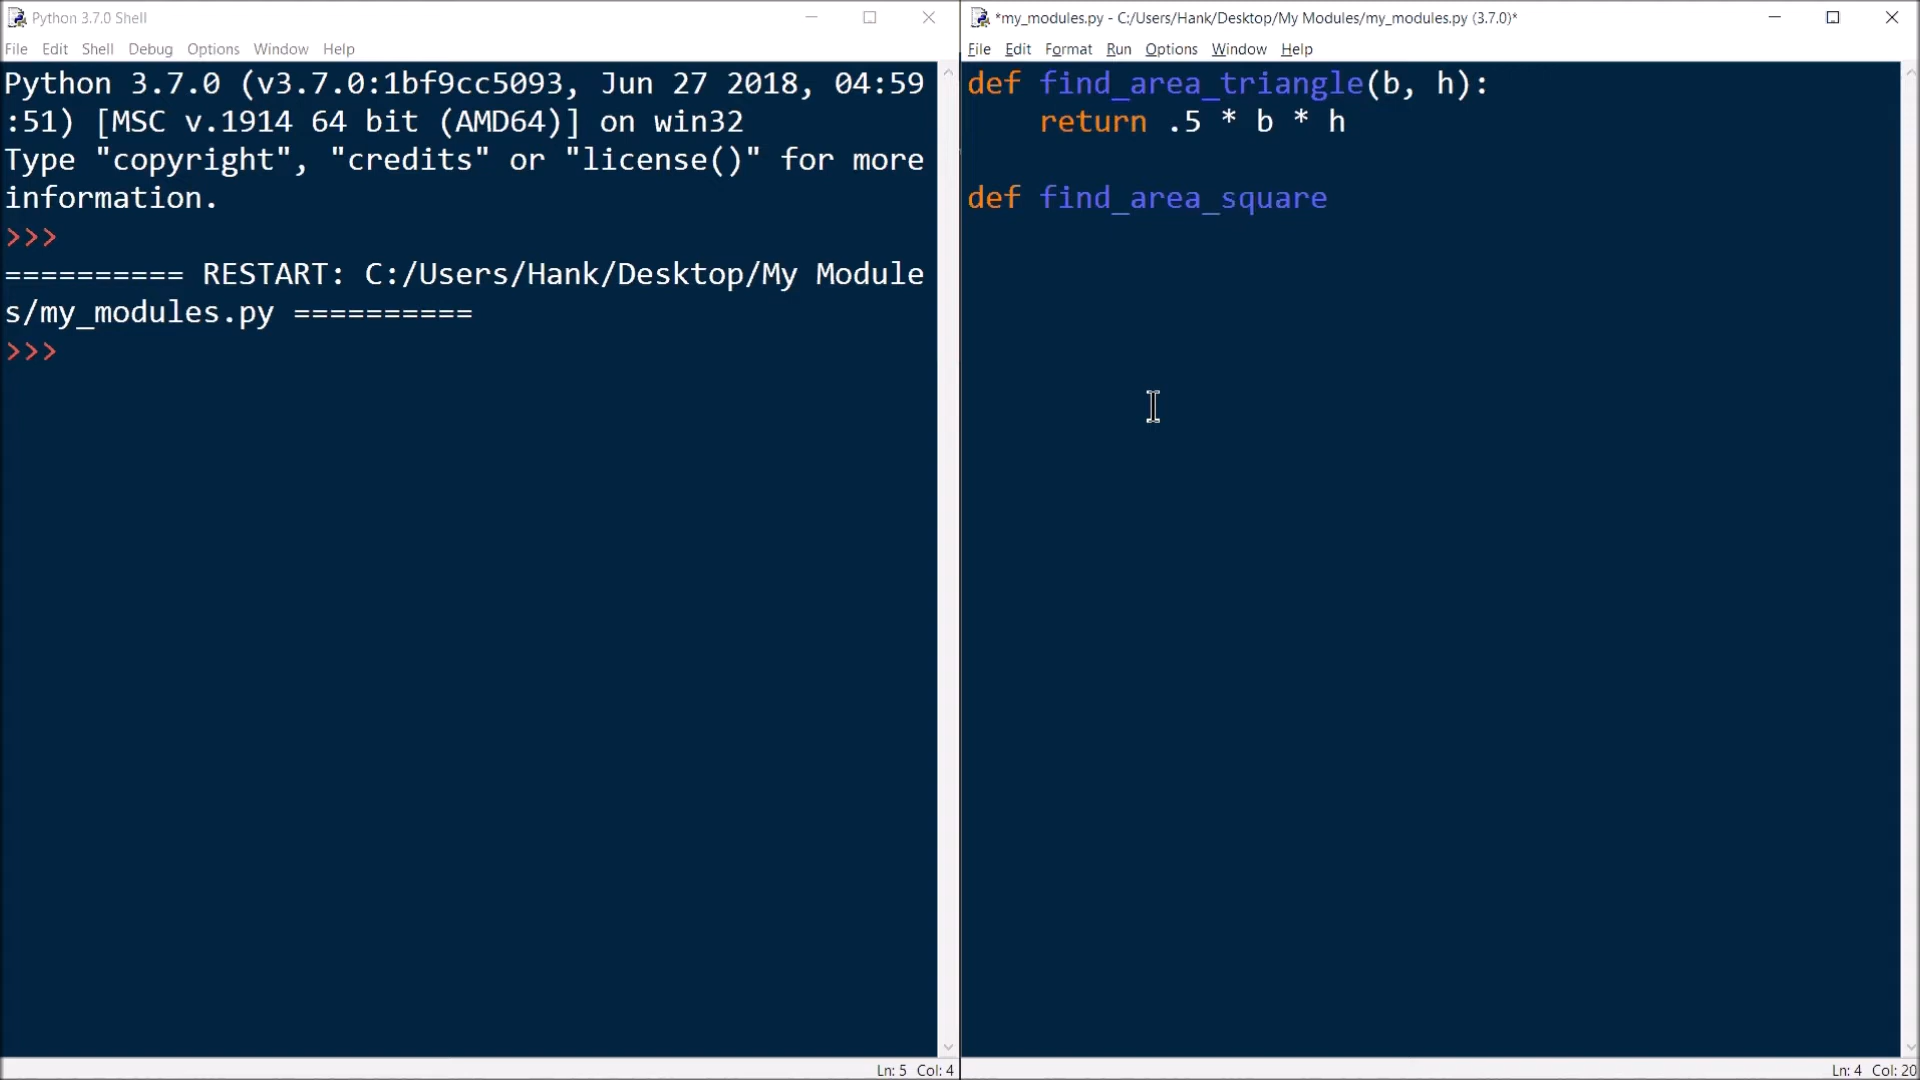 Python 3.7.0 Shell
File Edit Shell Debug Options Window Help
Python 3.7.0 (v3.7.0:1bf9cc5093, Jun 27 2018, 04:59
:51) [MSC v.1914 64 bit (AMD64)] on win32
Type "copyright", "credits" or "license()" for more
information.
>>>
========== RESTART: C:/Users/Hank/Desktop/My Module
s/my_modules.py ==========
>>>
Ln: 5 Col: 4
*my_modules.py - C:/Users/Hank/Desktop/My Modules/my_modules.py (3.7.0)*
File Edit Format Run Options Window Help
def find_area_triangle(b, h):
    return .5 * b * h
def find_area_square
Ln: 4 Col: 20